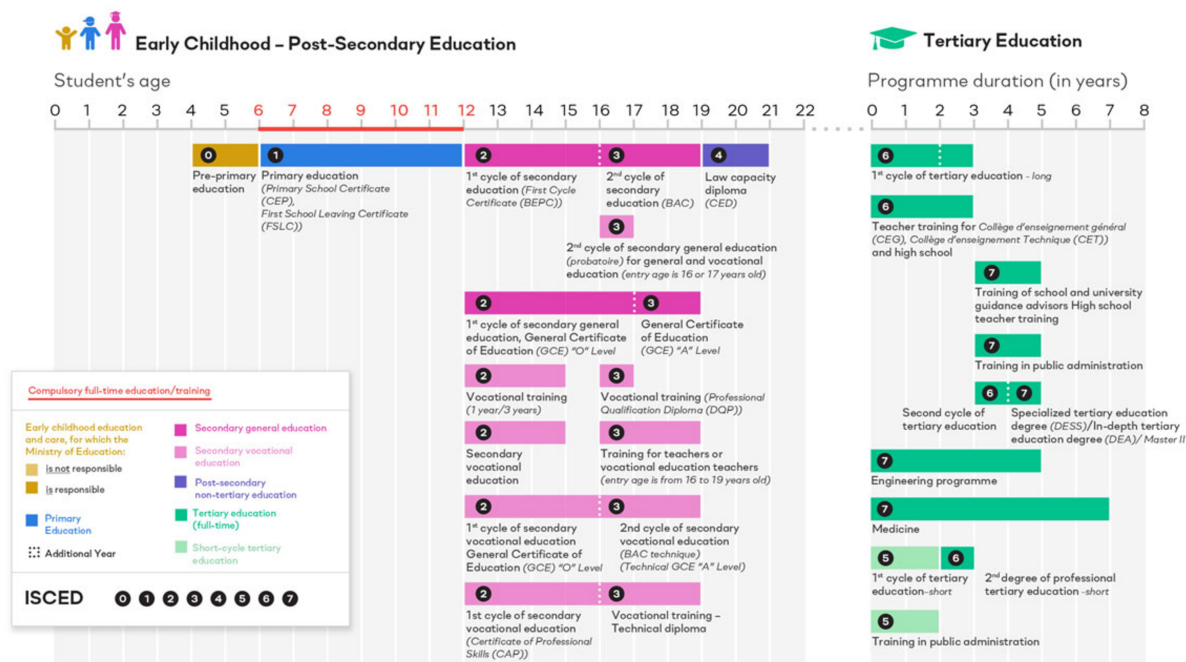 Early Childhood – Post-Secondary Education
Tertiary Education
Student's age
Programme duration (in years)
0 1 2 3 4 5 6 7 8 9 10 11 12 13 14 15 16 17 18 19 20 21 22
0 1 2 3 4 5 6 7 8
0
Pre-primary
education
1
Primary education
(Primary School Certificate
(CEP),
First School Leaving Certificate
(FSLC))
2
1st cycle of secondary
education (First Cycle
Certificate (BEPC))
3
2nd cycle of
secondary
education (BAC)
4
Law capacity
diploma
(CED)
3
2nd cycle of secondary general education
(probatoire) for general and vocational
education (entry age is 16 or 17 years old)
2
1st cycle of secondary general
education, General Certificate
of Education (GCE) "O" Level
3
General Certificate
of Education
(GCE) "A" Level
2
Vocational training
(1 year/3 years)
3
Vocational training (Professional
Qualification Diploma (DQP))
2
Secondary
vocational
education
3
Training for teachers or
vocational education teachers
(entry age is from 16 to 19 years old)
2
1st cycle of secondary
vocational education
General Certificate of
Education (GCE) "O" Level
3
2nd cycle of secondary
vocational education
(BAC technique)
(Technical GCE "A" Level)
2
1st cycle of secondary
vocational education
(Certificate of Professional
Skills (CAP))
3
Vocational training –
Technical diploma
6
1st cycle of tertiary education - long
6
Teacher training for Collège d'enseignement général
(CEG), Collège d'enseignement Technique (CET))
and high school
7
Training of school and university
guidance advisors High school
teacher training
7
Training in public administration
6 7
Second cycle of
tertiary education
Specialized tertiary education
degree (DESS)/In-depth tertiary
education degree (DEA)/ Master II
7
Engineering programme
7
Medicine
5 6
1st cycle of tertiary
education-short
2nd degree of professional
tertiary education -short
5
Training in public administration
Compulsory full-time education/training
Early childhood education
and care, for which the
Ministry of Education:
is not responsible
is responsible
Primary
Education
Additional Year
Secondary general education
Secondary vocational
education
Post-secondary
non-tertiary education
Tertiary education
(full-time)
Short-cycle tertiary
education
ISCED 0 1 2 3 4 5 6 7